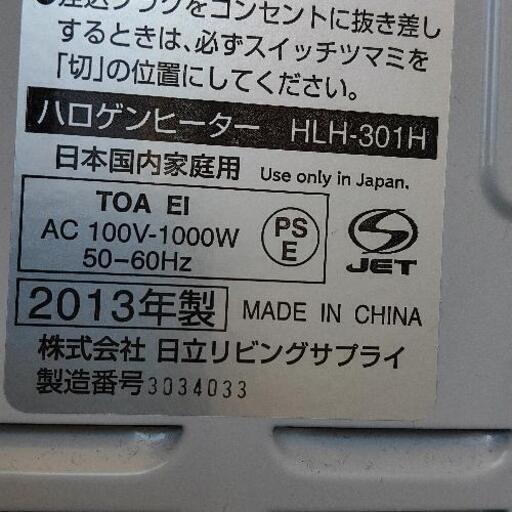 ●差込プラグをコンセントに抜き差し
するときは、必ずスイッチツマミを
「切」の位置にしてください。
ハロゲンヒーター HLH-301H
日本国内家庭用 Use only in Japan.
TOA EI
AC 100V-1000W
50-60Hz
PS
E
S
JET
2013年製 MADE IN CHINA
株式会社 日立リビングサプライ
製造番号3034033